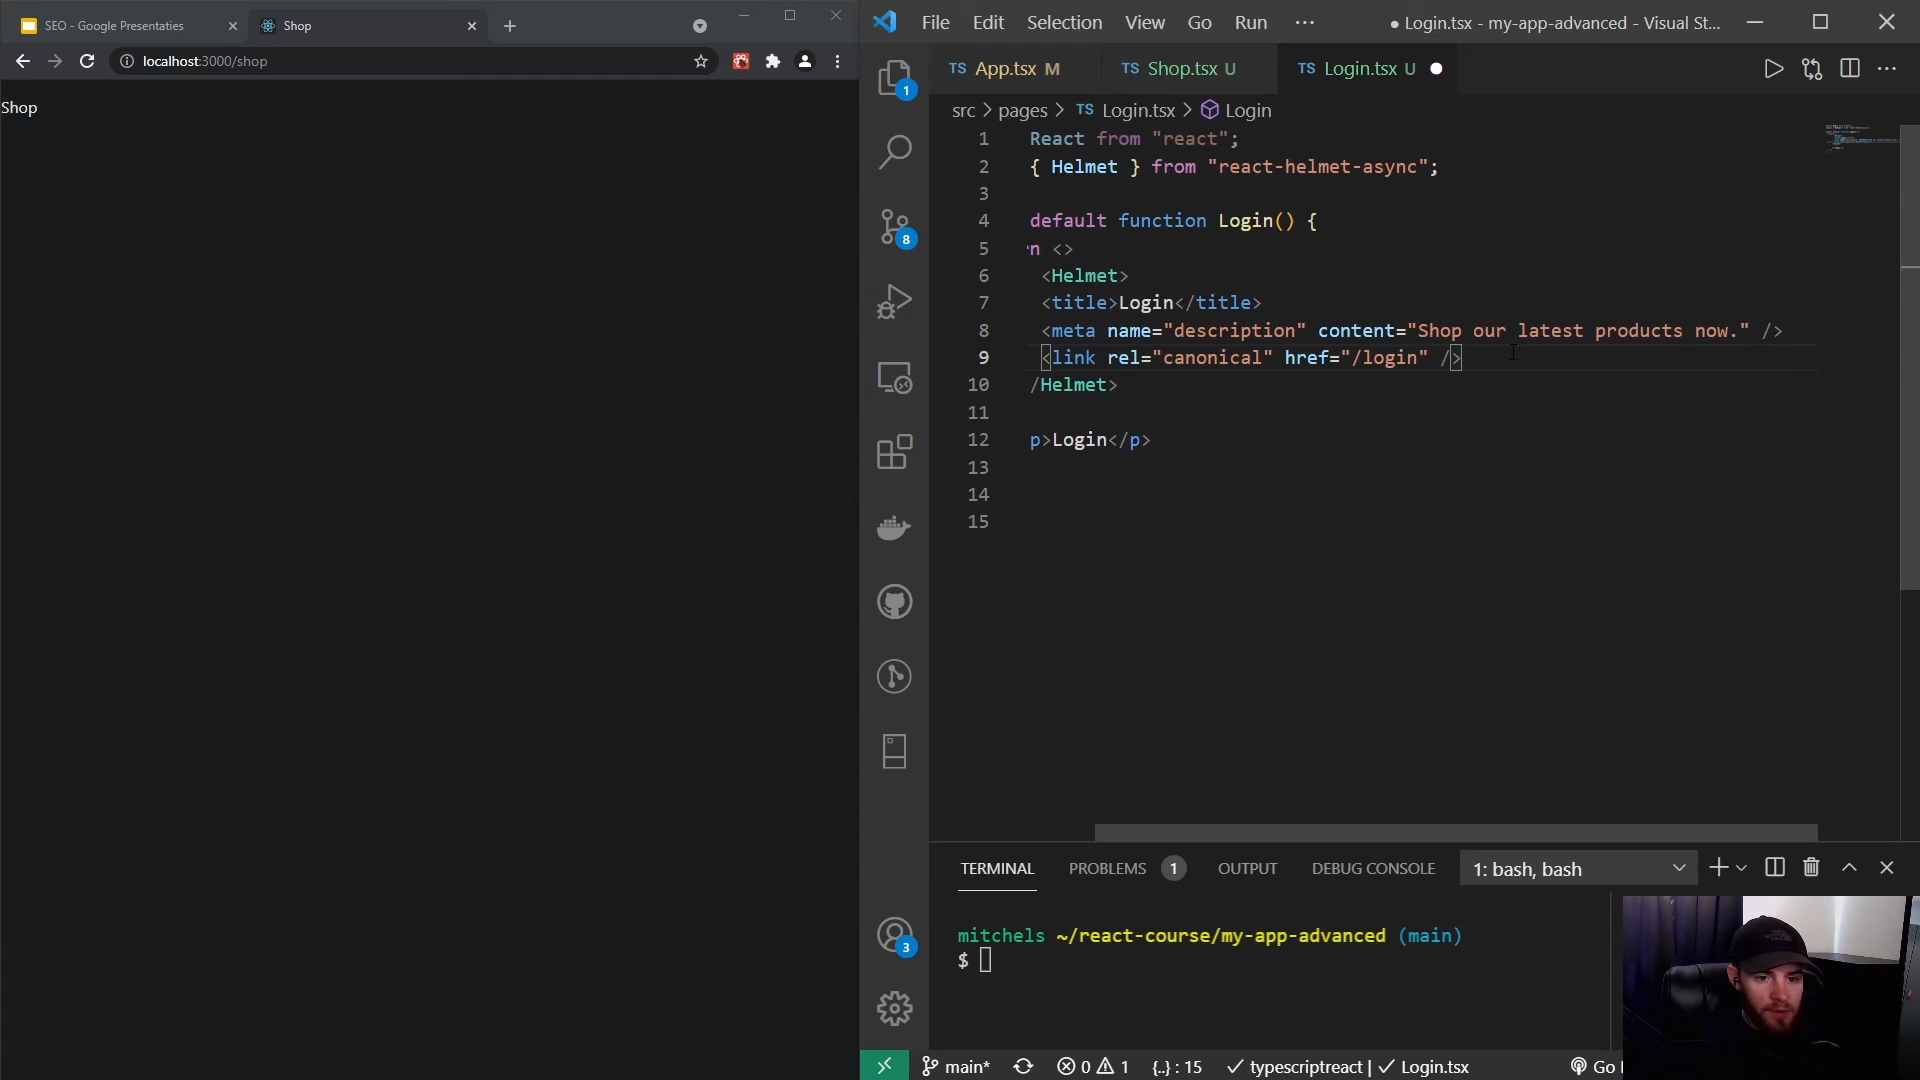 SEO - Google Presentaties
Shop
localhost:3000/shop
Shop
File Edit Selection View Go Run ···
● Login.tsx - my-app-advanced - Visual St...
TS App.tsx M
TS Shop.tsx U
TS Login.tsx U
src > pages > TS Login.tsx > Login
1 React from "react";
2 { Helmet } from "react-helmet-async";
3
4 default function Login() {
5 n <>
6 <Helmet>
7 <title>Login</title>
8 <meta name="description" content="Shop our latest products now." />
9 <link rel="canonical" href="/login" />
10 /Helmet>
11
12 p>Login</p>
13
14
15
1
8
3
TERMINAL PROBLEMS 1 OUTPUT DEBUG CONSOLE 1: bash, bash
mitchels ~/react-course/my-app-advanced (main)
$
main* 0 1 {..} : 15 typescriptreact | Login.tsx Go